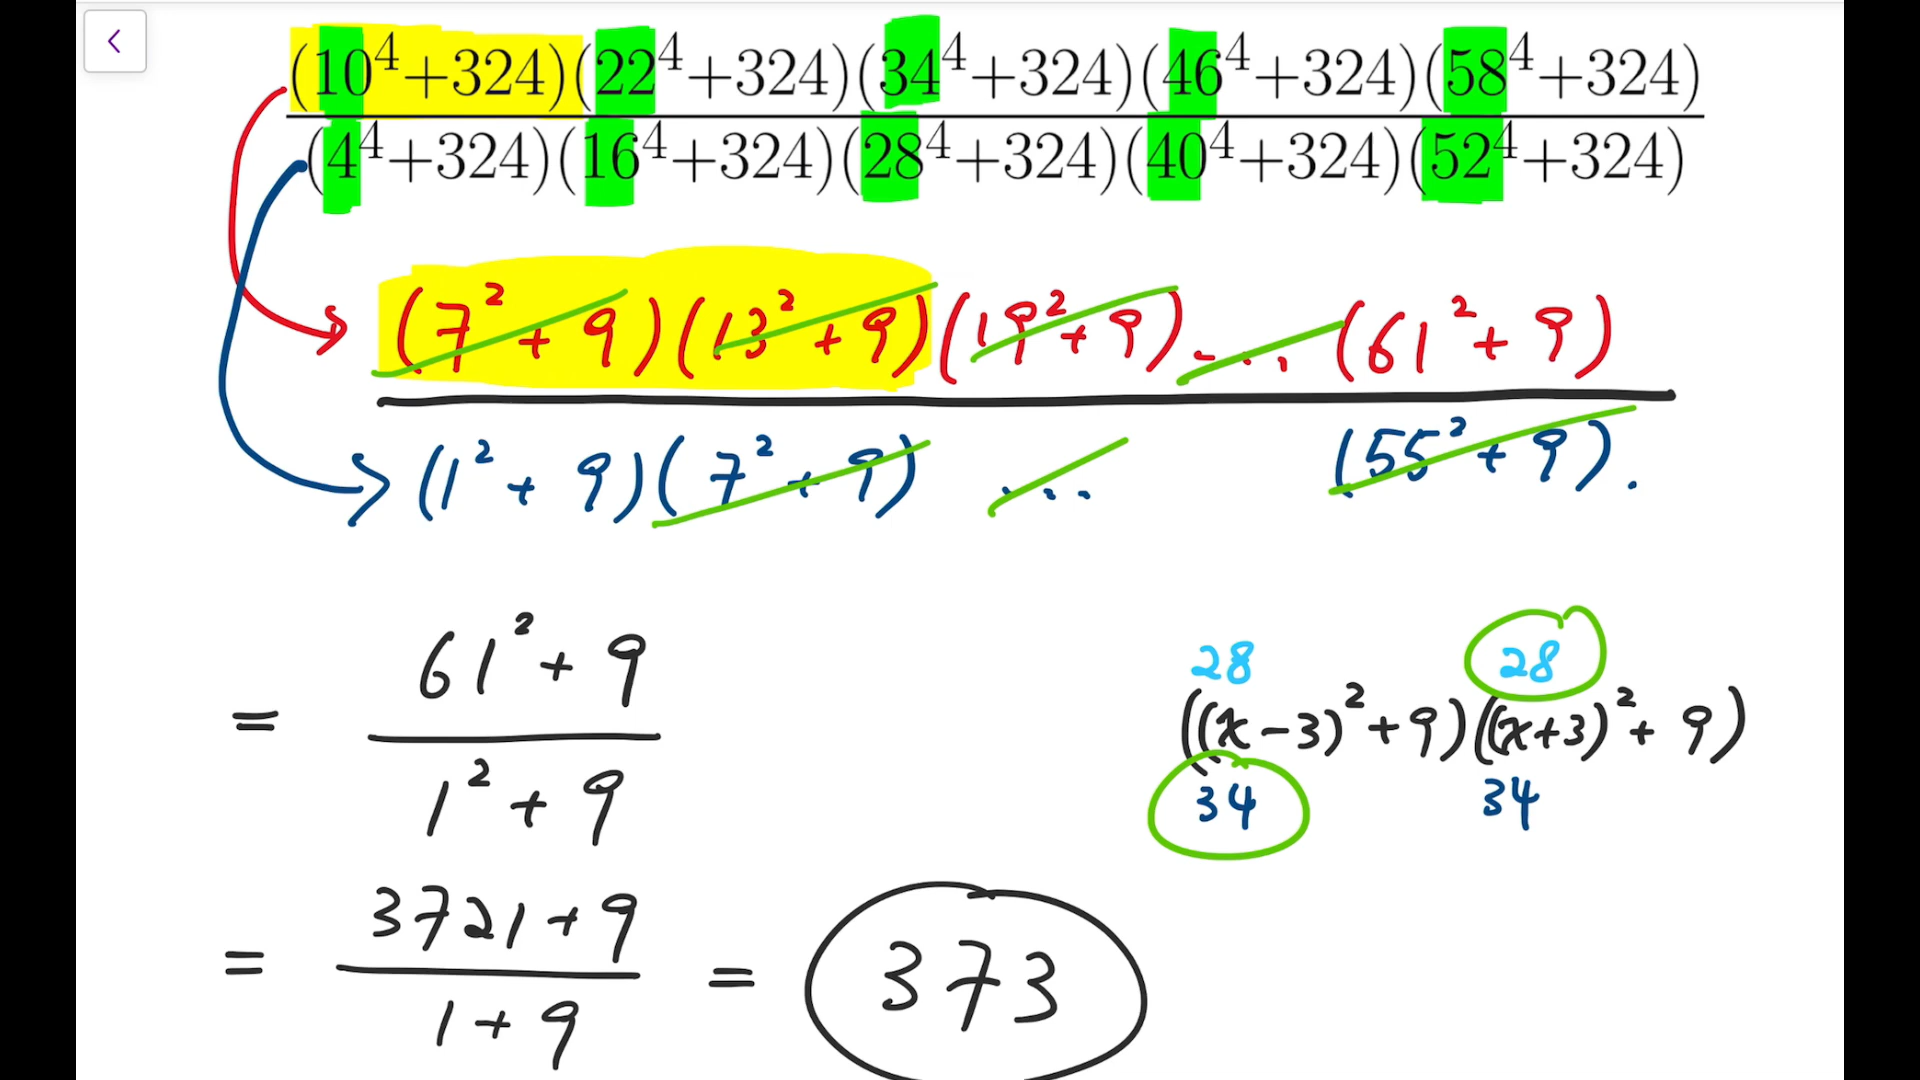 (10⁴+324)(22⁴+324)(34⁴+324)(46⁴+324)(58⁴+324)
(4⁴+324)(16⁴+324)(28⁴+324)(40⁴+324)(52⁴+324)
(7²+9)(13²+9)(19²+9)...(61²+9)
(1²+9)(7²+9) ... (55²+9).
= 61²+9
1²+9
28 28
((x-3)²+9)((x+3)²+9)
34 34
= 3721+9 = 373
1+9